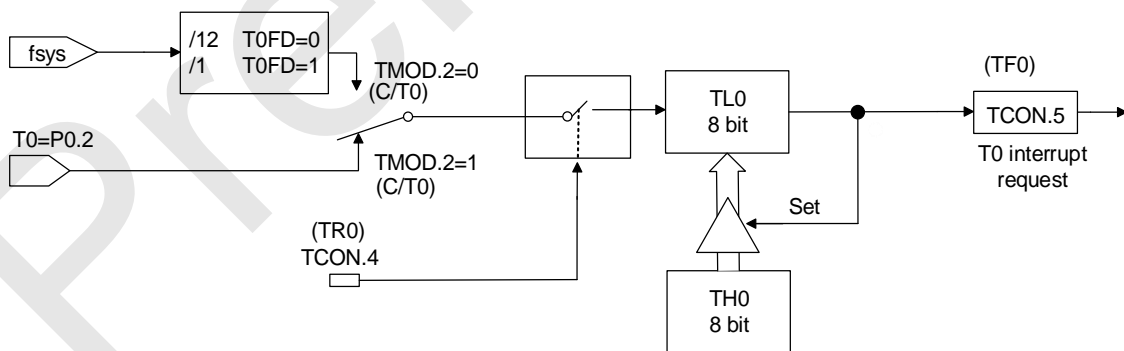 fsys
/12 T0FD=0
/1 T0FD=1
TMOD.2=0
(C/T0)
T0=P0.2
TMOD.2=1
(C/T0)
(TR0)
TCON.4
TL0
8 bit
Set
TH0
8 bit
(TF0)
TCON.5
T0 interrupt
request